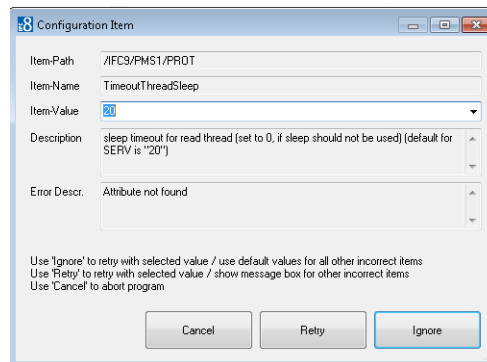 Configuration Item
Item-Path
/IFC9/PMS1/PROT
Item-Name
TimeoutThreadSleep
Item-Value
20
Description
sleep timeout for read thread (set to 0, if sleep should not be used) (default for
SERV is "20")
Error Descr.
Attribute not found
Use 'Ignore' to retry with selected value / use default values for all other incorrect items
Use 'Retry' to retry with selected value / show message box for other incorrect items
Use 'Cancel' to abort program
Cancel
Retry
Ignore